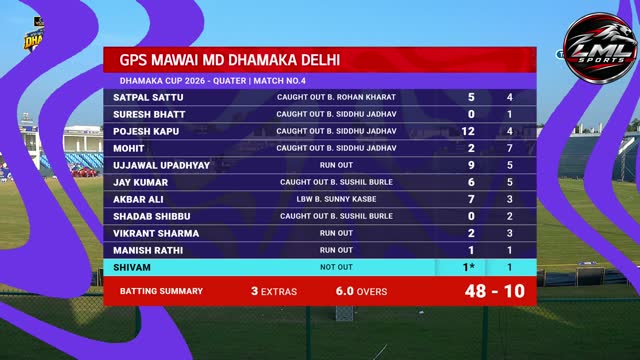 GPS MAWAI MD DHAMAKA DELHI
DHAMAKA CUP 2026 - QUATER | MATCH NO.4
SATPAL SATTU CAUGHT OUT B. ROHAN KHARAT 5 4
SURESH BHATT CAUGHT OUT B. SIDDHU JADHAV 0 1
POJESH KAPU CAUGHT OUT B. SIDDHU JADHAV 12 4
MOHIT CAUGHT OUT B. SIDDHU JADHAV 2 7
UJJAWAL UPADHYAY RUN OUT 9 5
JAY KUMAR CAUGHT OUT B. SUSHIL BURLE 6 5
AKBAR ALI LBW B. SUNNY KASBE 7 3
SHADAB SHIBBU CAUGHT OUT B. SUSHIL BURLE 0 2
VIKRANT SHARMA RUN OUT 2 3
MANISH RATHI RUN OUT 1 1
SHIVAM NOT OUT 1* 1
BATTING SUMMARY 3 EXTRAS 6.0 OVERS 48 - 10
LML
SPORTS